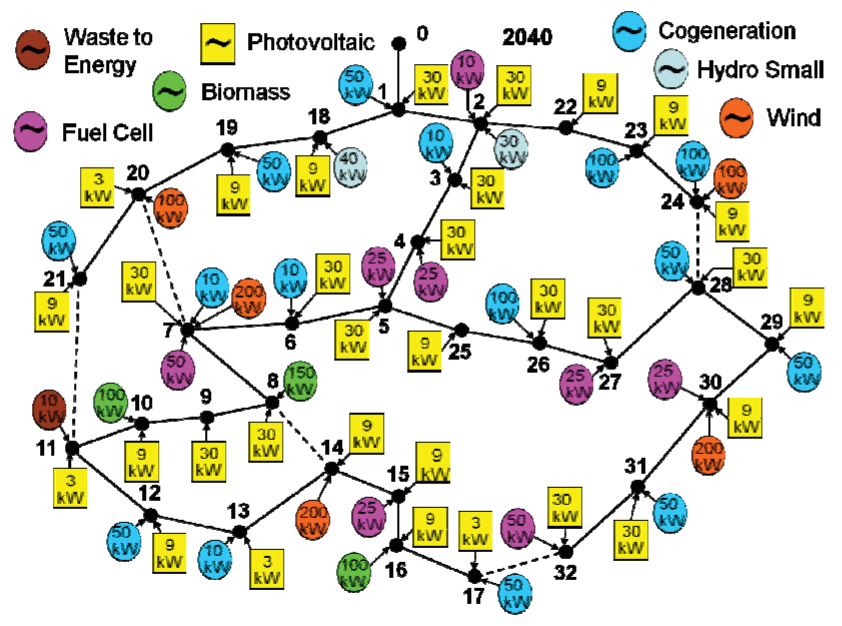 Waste to
Energy
~
~
Photovoltaic
0
2040
~
Cogeneration
~
Hydro Small
~
Biomass
~
Fuel Cell
~
Wind
50
kW
1
30
kW
10
kW
2
30
kW
22
9
kW
23
9
kW
19
18
10
kW
30
kW
20
3
kW
100
kW
9
kW
50
kW
9
kW
40
kW
3
30
kW
100
kW
100
kW
100
kW
24
9
kW
50
kW
21
9
kW
4
30
kW
25
kW
25
kW
50
kW
30
kW
28
30
kW
10
kW
200
kW
7
50
kW
10
kW
30
kW
6
30
kW
5
9
kW
25
100
kW
30
kW
26
30
kW
27
25
kW
9
kW
29
50
kW
10
kW
11
3
kW
100
kW
10
9
kW
9
30
kW
8
150
kW
30
kW
25
kW
30
9
kW
200
kW
14
9
kW
200
kW
15
9
kW
25
kW
31
50
kW
30
kW
12
50
kW
9
kW
13
10
kW
3
kW
9
kW
16
100
kW
3
kW
17
50
kW
50
kW
30
kW
32